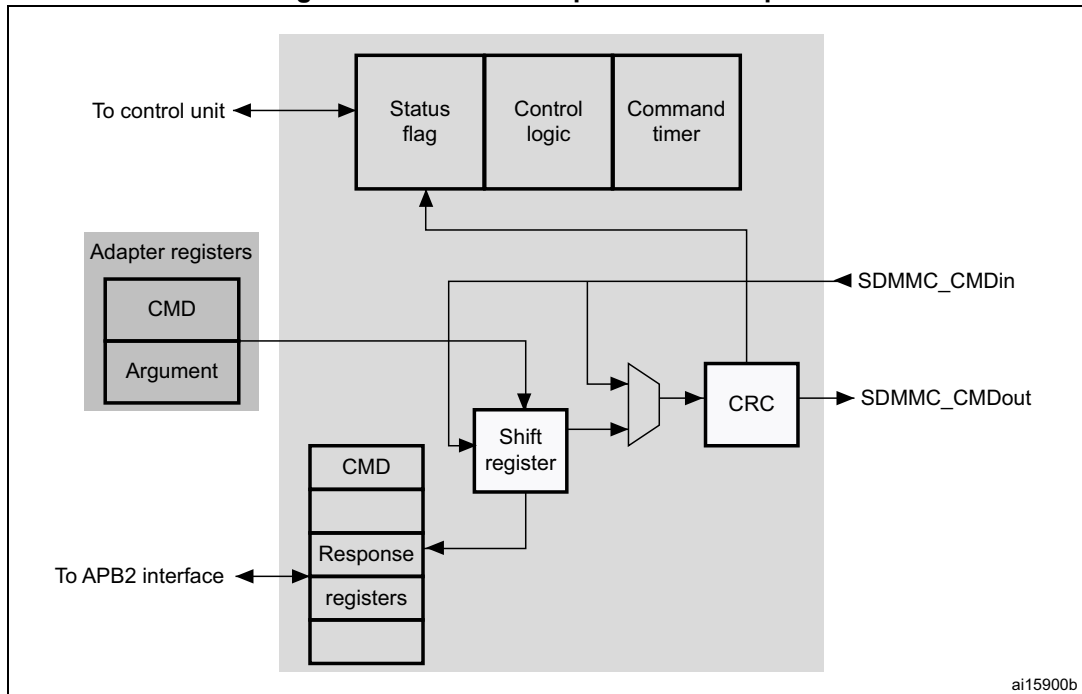 To control unit
Status
flag
Control
logic
Command
timer
Adapter registers
CMD
Argument
SDMMC_CMDin
SDMMC_CMDout
CRC
Shift
register
CMD
Response
registers
To APB2 interface
ai15900b